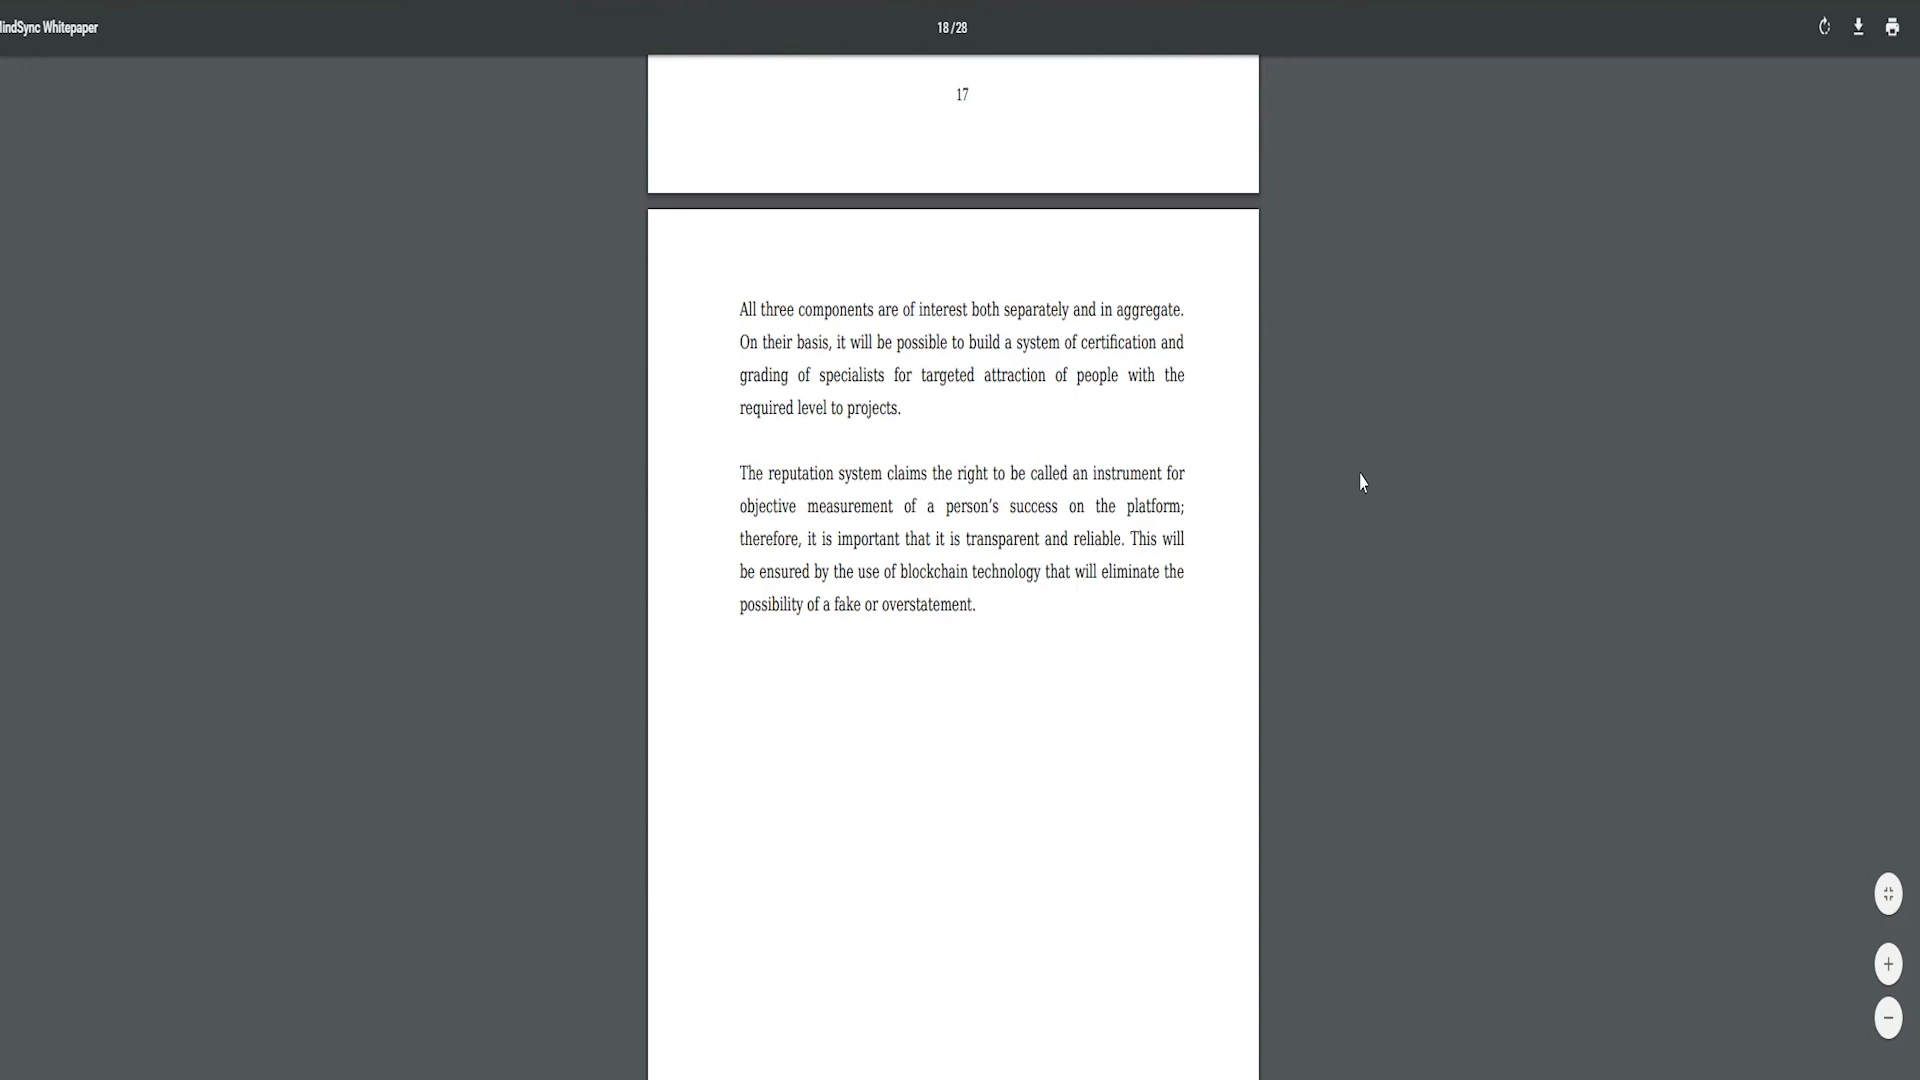 indSync Whitepaper
18 / 28
17
All three components are of interest both separately and in aggregate.
On their basis, it will be possible to build a system of certification and
grading of specialists for targeted attraction of people with the
required level to projects.
The reputation system claims the right to be called an instrument for
objective measurement of a person’s success on the platform;
therefore, it is important that it is transparent and reliable. This will
be ensured by the use of blockchain technology that will eliminate the
possibility of a fake or overstatement.